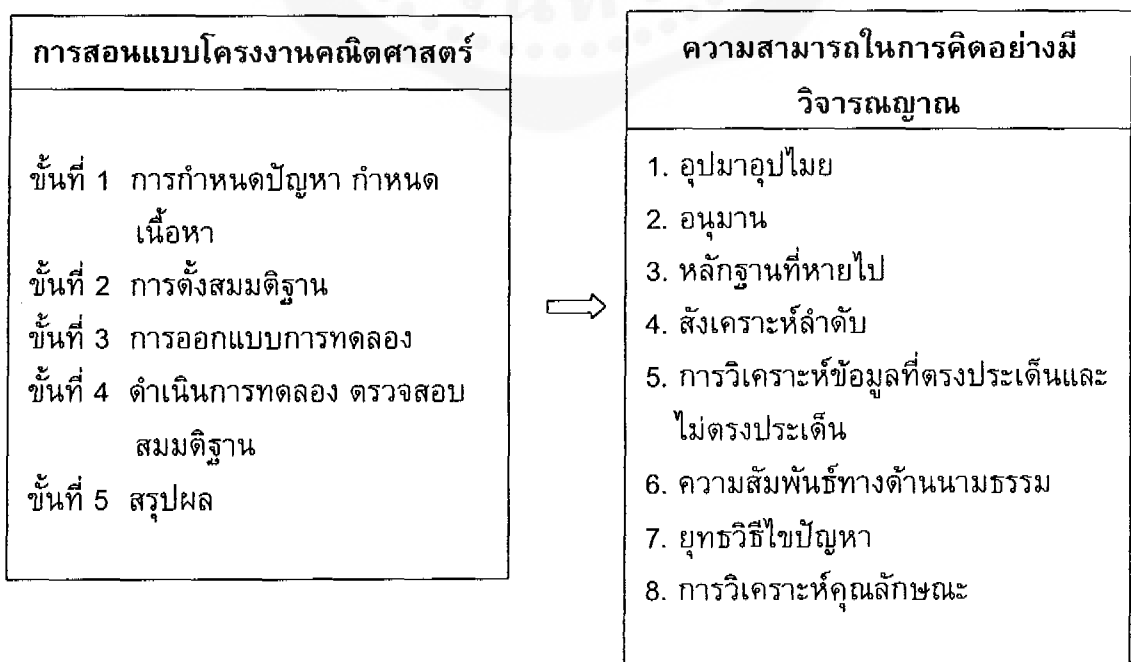 การสอนแบบโครงงานคณิตศาสตร์
ขั้นที่ 1 การกำหนดปัญหา กำหนด
เนื้อหา
ขั้นที่ 2 การตั้งสมมติฐาน
ขั้นที่ 3 การออกแบบการทดลอง
ขั้นที่ 4 ดำเนินการทดลอง ตรวจสอบ
สมมติฐาน
ขั้นที่ 5 สรุปผล
ความสามารถในการคิดอย่างมี
วิจารณญาณ
1. อุปมาอุปไมย
2. อนุมาน
3. หลักฐานที่หายไป
4. สังเคราะห์ลำดับ
5. การวิเคราะห์ข้อมูลที่ตรงประเด็นและ
ไม่ตรงประเด็น
6. ความสัมพันธ์ทางด้านนามธรรม
7. ยุทธวิธีไขปัญหา
8. การวิเคราะห์คุณลักษณะ